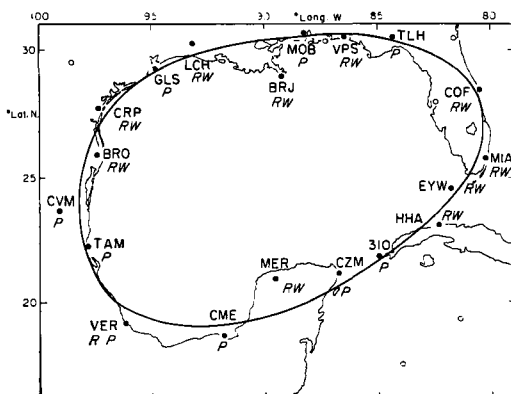 100 95 90 °Long. W 85 80
30
°Lat. N.
25
20
MOB P
VPS RW
TLH P
LCH RW
GLS P
BRJ RW
COF RW
CRP RW
BRO RW
MIA RW
EYW RW
CVM P
HHA RW
TAM P
310 P
MER RW
CZM P
CME P
VER R P